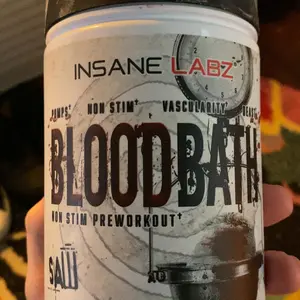 INSANE LABZ
PUMPS† NON STIM† VASCULARITY†
BLOODBATH
NON STIM PREWORKOUT†
SAW